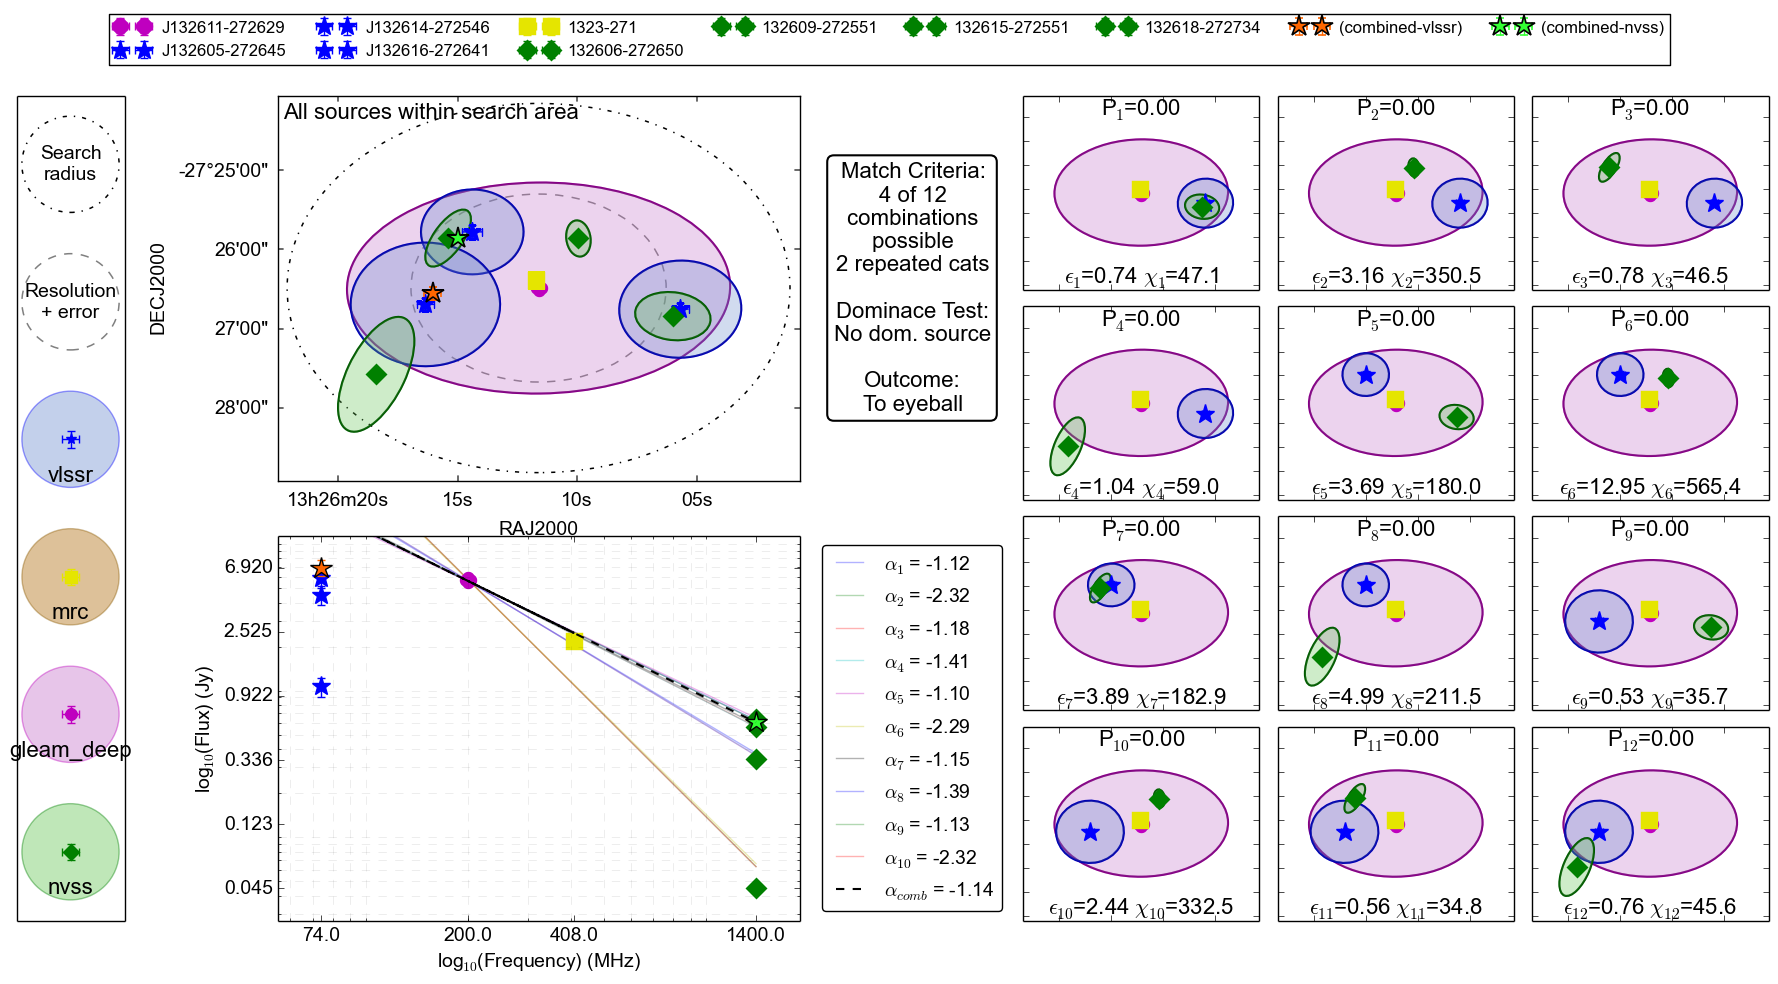 J132611-272629 J132614-272546 1323-271 132609-272551 132615-272551 132618-272734 (combined-vlssr) (combined-nvss)
J132605-272645 J132616-272641 132606-272650
Search
radius
Resolution
+ error
vlssr
mrc
gleam_deep
nvss
All sources within search area
DECJ2000
-27°25'00"
26'00"
27'00"
28'00"
13h26m20s 15s 10s 05s
RAJ2000
Match Criteria:
4 of 12
combinations
possible
2 repeated cats
Dominace Test:
No dom. source
Outcome:
To eyeball
log₁₀(Flux) (Jy)
6.920
2.525
0.922
0.336
0.123
0.045
74.0 200.0 408.0 1400.0
log₁₀(Frequency) (MHz)
α₁ = -1.12
α₂ = -2.32
α₃ = -1.18
α₄ = -1.41
α₅ = -1.10
α₆ = -2.29
α₇ = -1.15
α₈ = -1.39
α₉ = -1.13
α₁₀ = -2.32
α_comb = -1.14
P₁=0.00
ϵ₁=0.74 χ₁=47.1
P₂=0.00
ϵ₂=3.16 χ₂=350.5
P₃=0.00
ϵ₃=0.78 χ₃=46.5
P₄=0.00
ϵ₄=1.04 χ₄=59.0
P₅=0.00
ϵ₅=3.69 χ₅=180.0
P₆=0.00
ϵ₆=12.95 χ₆=565.4
P₇=0.00
ϵ₇=3.89 χ₇=182.9
P₈=0.00
ϵ₈=4.99 χ₈=211.5
P₉=0.00
ϵ₉=0.53 χ₉=35.7
P₁₀=0.00
ϵ₁₀=2.44 χ₁₀=332.5
P₁₁=0.00
ϵ₁₁=0.56 χ₁₁=34.8
P₁₂=0.00
ϵ₁₂=0.76 χ₁₂=45.6